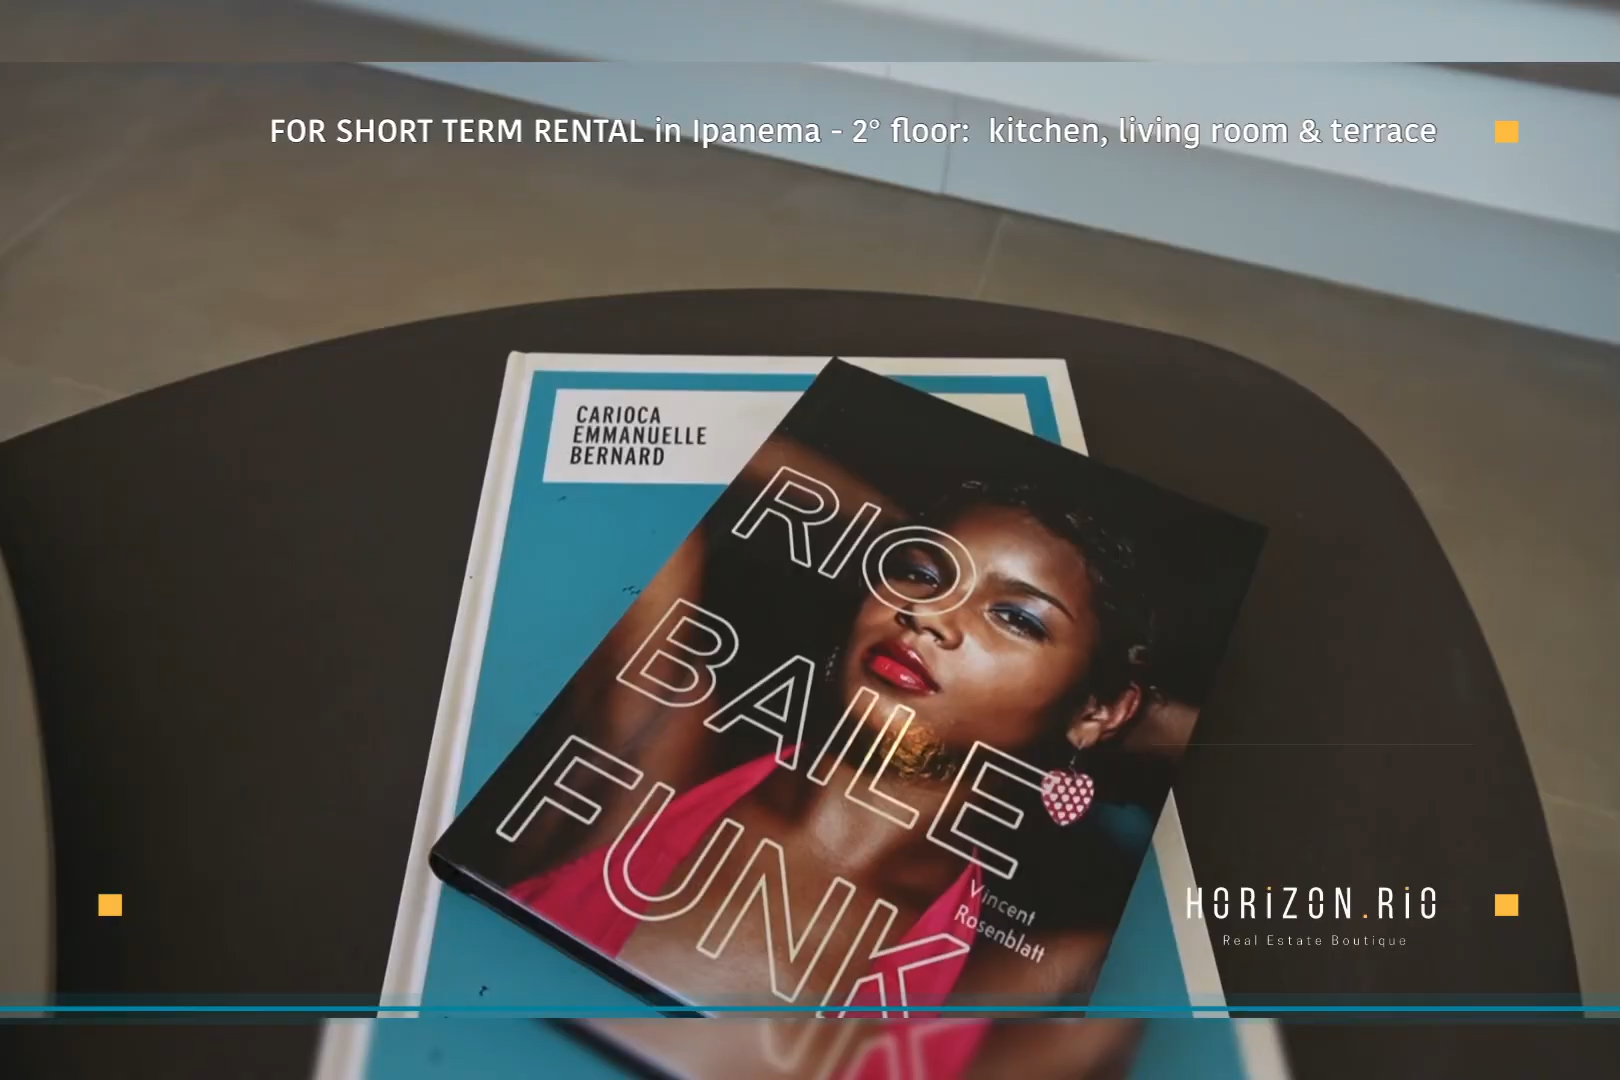 FOR SHORT TERM RENTAL in Ipanema - 2° floor:  kitchen, living room & terrace
CARIOCA
EMMANUELLE
BERNARD
RIO
BAILE
FUNK
Vincent
Rosenblatt
HORiZON.RiO
Real Estate Boutique